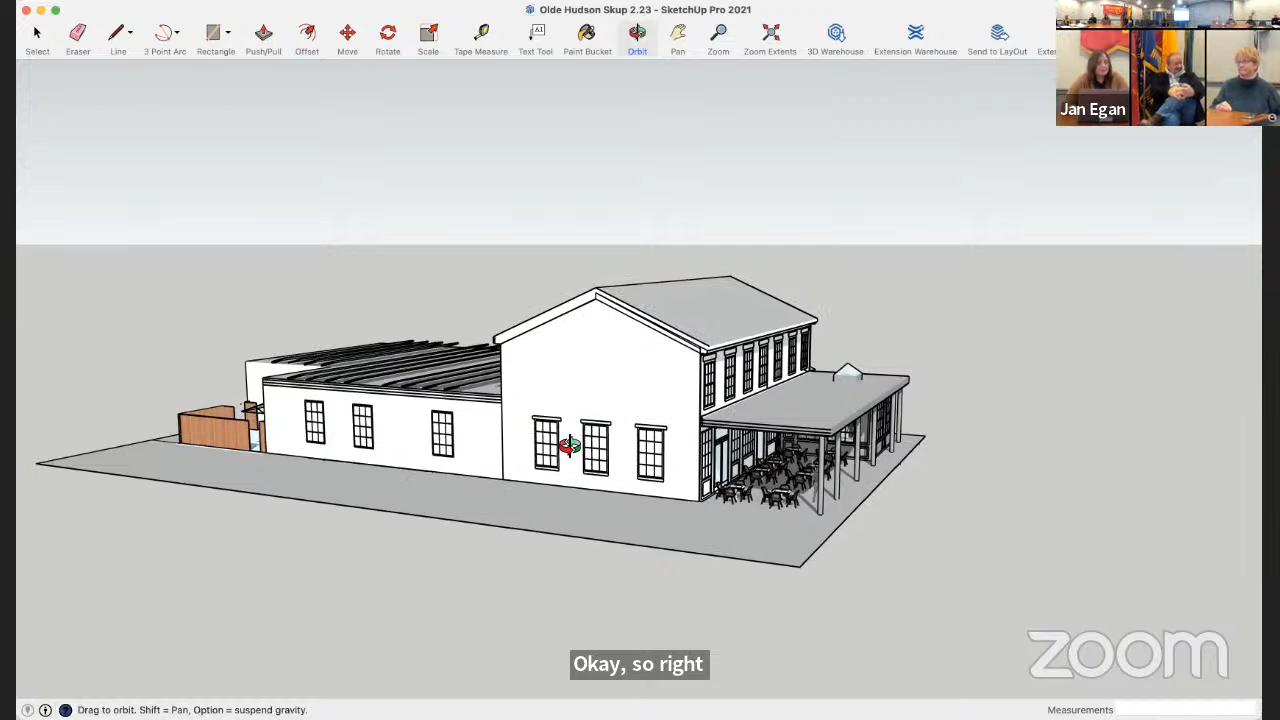 Olde Hudson Skup 2.23 - SketchUp Pro 2021
Select Eraser Line 3 Point Arc Rectangle Push/Pull Offset Move Rotate Scale Tape Measure Text Tool Paint Bucket Orbit Pan Zoom Zoom Extents 3D Warehouse Extension Warehouse Send to LayOut Exten
Jan Egan
Okay, so right
zoom
Drag to orbit. Shift = Pan, Option = suspend gravity.
Measurements